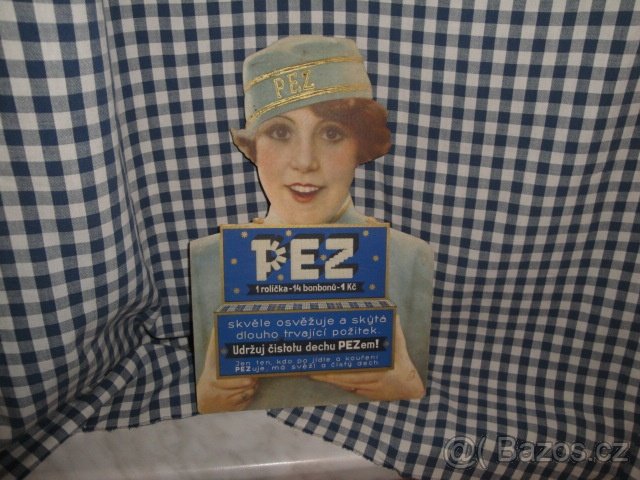 PEZ
PEZ
1 rolička-14 bonbonů-1 Kč
skvěle osvěžuje a skýtá
dlouho trvající požitek.
Udržuj čistotu dechu PEZem!
Jen ten, kdo po jídle a kouření
PEZuje, má svěží a čistý dech
@( Bazos.cz